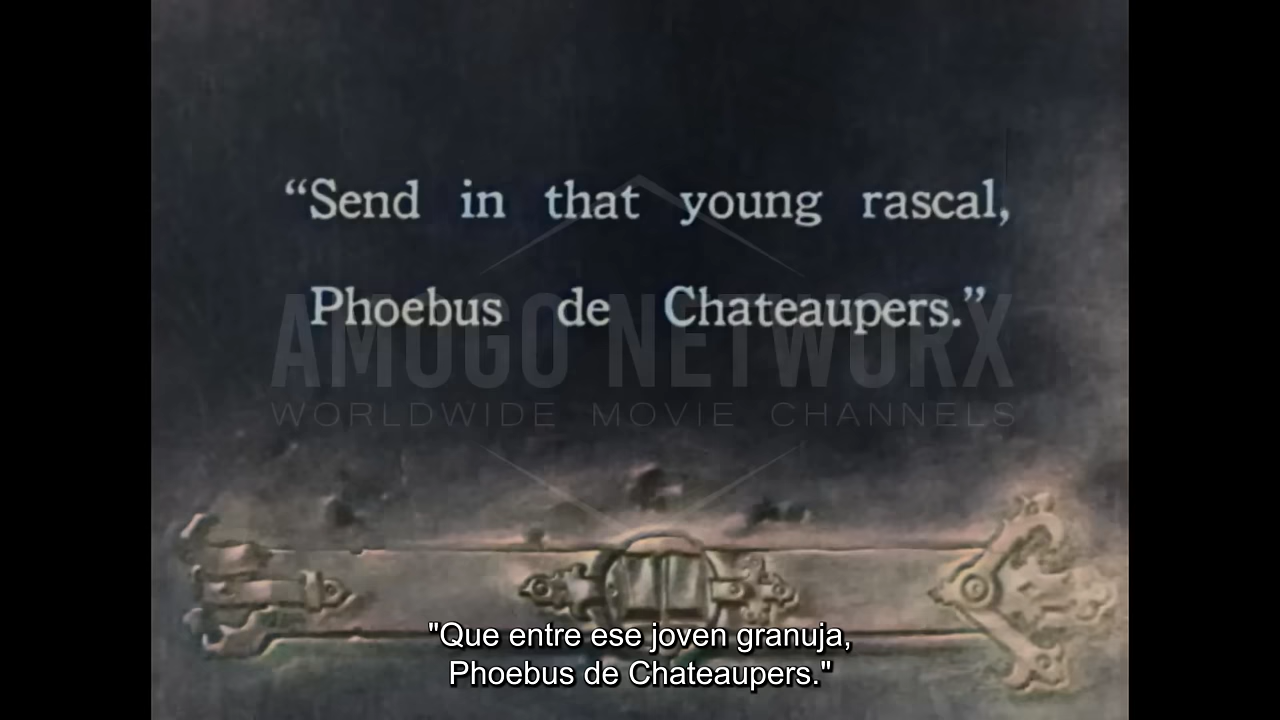 “Send in that young rascal,
Phoebus de Chateaupers.”
AMOGO NETWORX
WORLDWIDE MOVIE CHANNELS
"Que entre ese joven granuja,
Phoebus de Chateaupers."